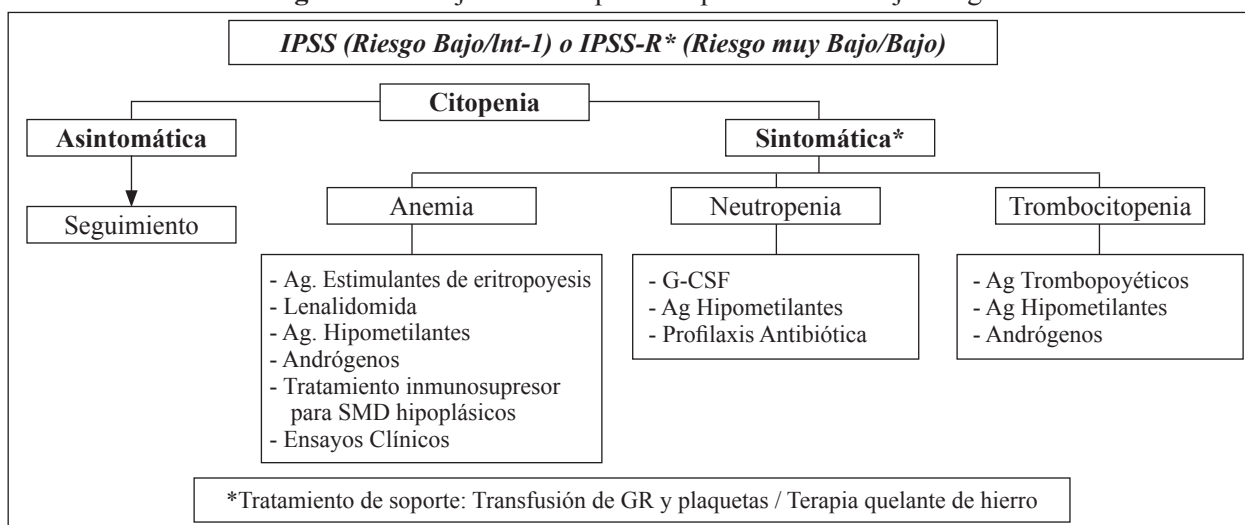 IPSS (Riesgo Bajo/Int-1) o IPSS-R* (Riesgo muy Bajo/Bajo)
Citopenia
Asintomática
Sintomática*
Seguimiento
Anemia
Neutropenia
Trombocitopenia
- Ag. Estimulantes de eritropoyesis
- Lenalidomida
- Ag. Hipometilantes
- Andrógenos
- Tratamiento inmunosupresor
para SMD hipoplásicos
- Ensayos Clínicos
- G-CSF
- Ag Hipometilantes
- Profilaxis Antibiótica
- Ag Trombopoyéticos
- Ag Hipometilantes
- Andrógenos
*Tratamiento de soporte: Transfusión de GR y plaquetas / Terapia quelante de hierro